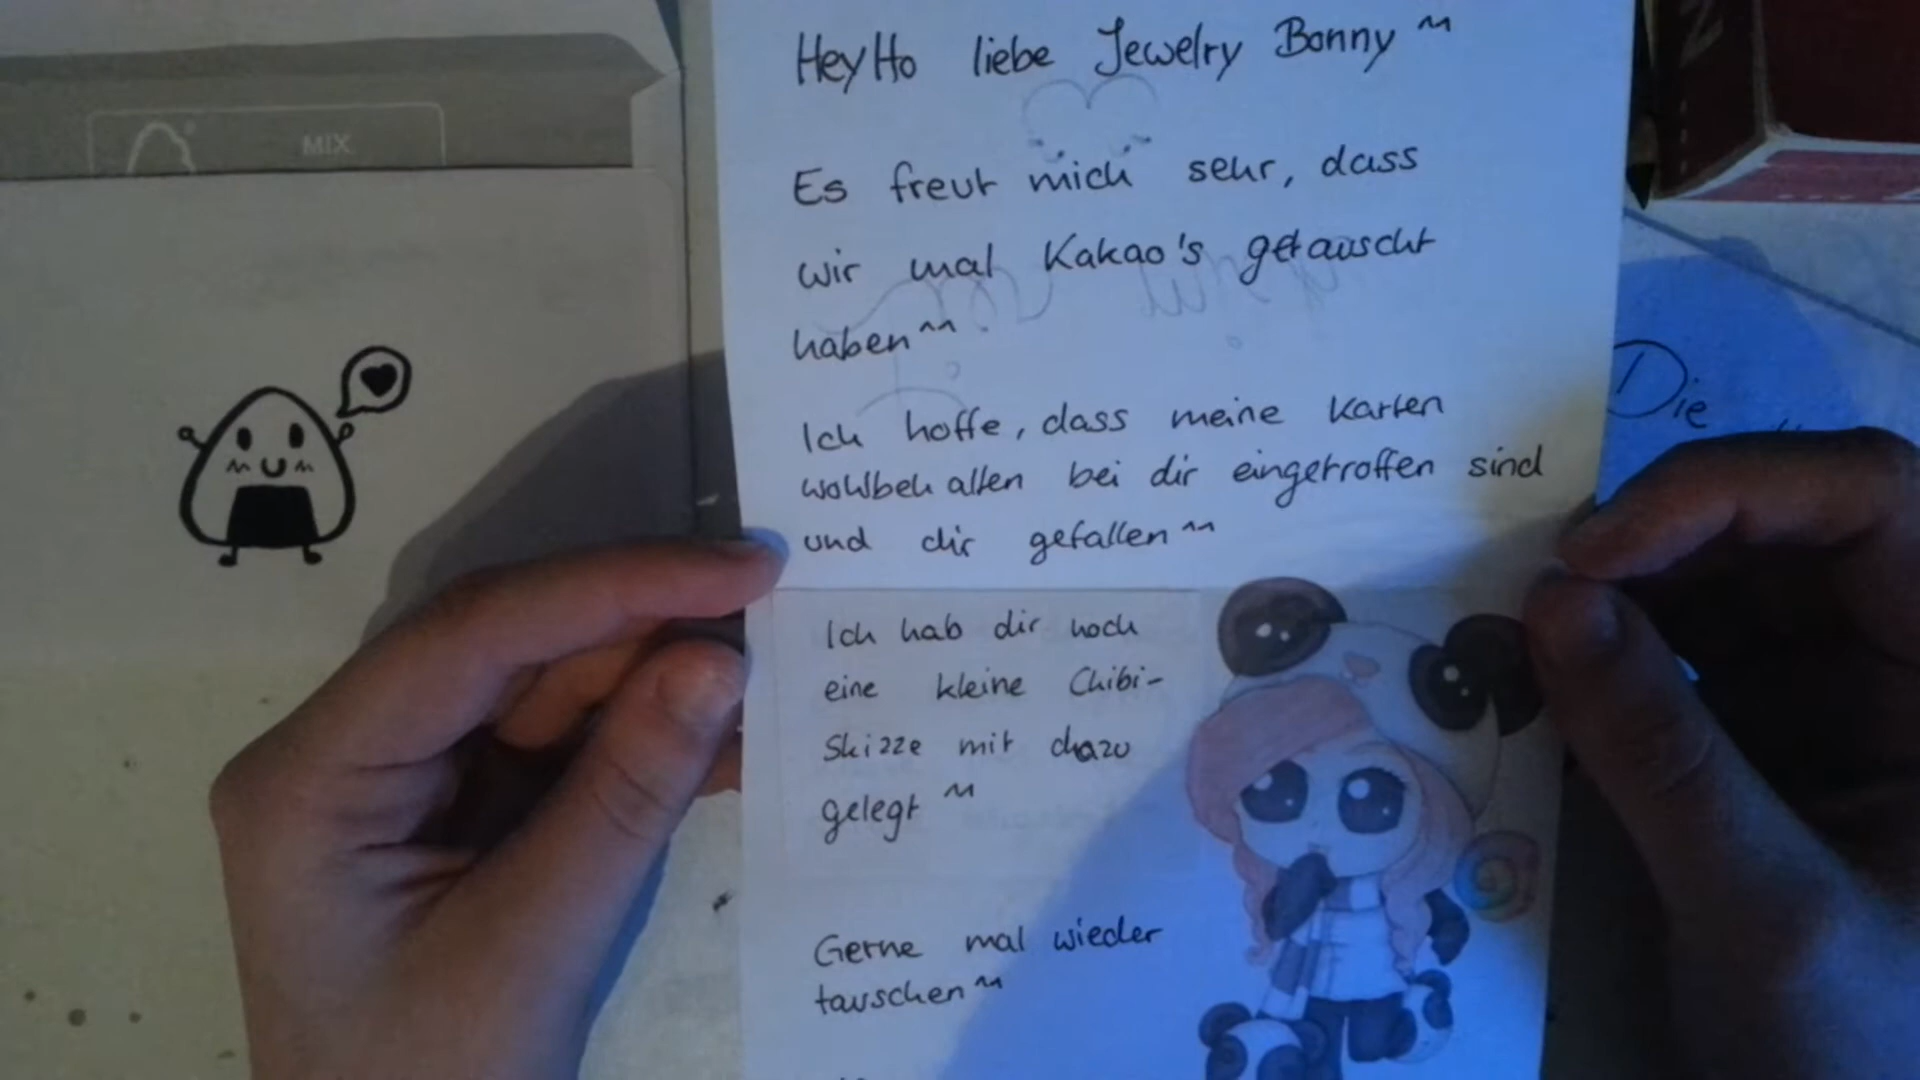 MIX
HeyHo liebe Jewelry Bonny ^^
Es freut mich sehr, dass
wir mal Kakao's getauscht
haben ^^
Ich hoffe, dass meine Karten
wohlbehalten bei dir eingetroffen sind
und dir gefallen ^^
Ich hab dir noch
eine kleine Chibi-
Skizze mit dazu
gelegt ^^
Gerne mal wieder
tauschen ^^
Die